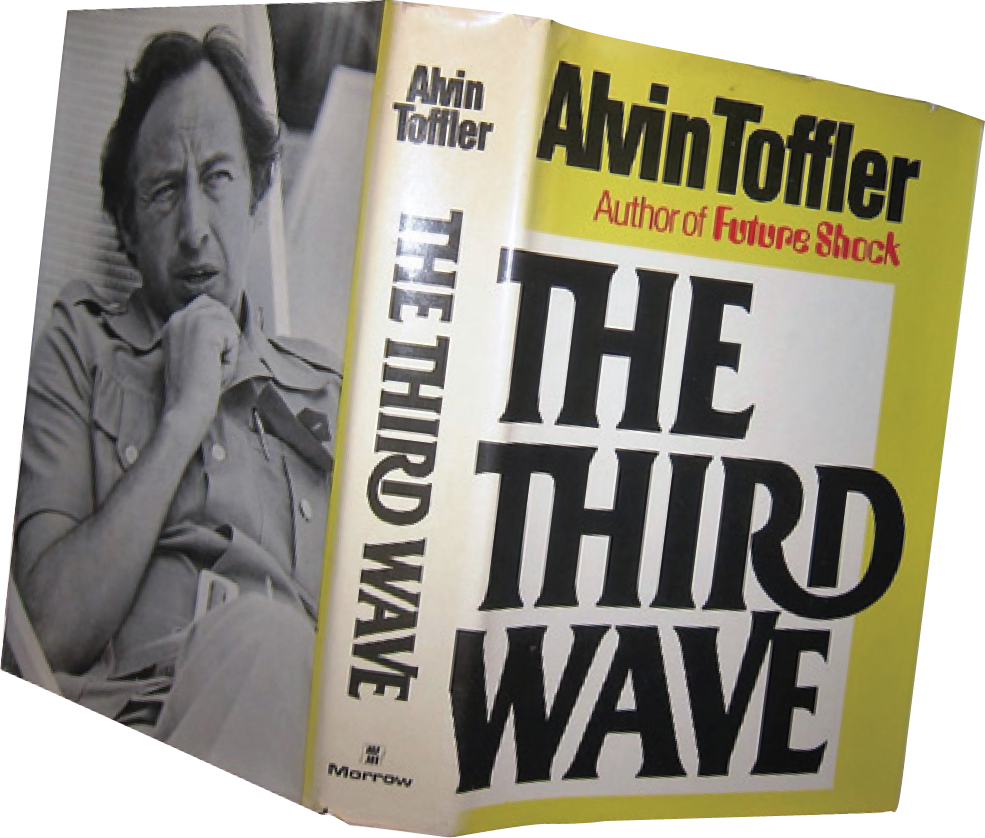 Alvin
Toffler
THE THIRD WAVE
Morrow
Alvin Toffler
Author of Future Shock
THE
THIRD
WAVE